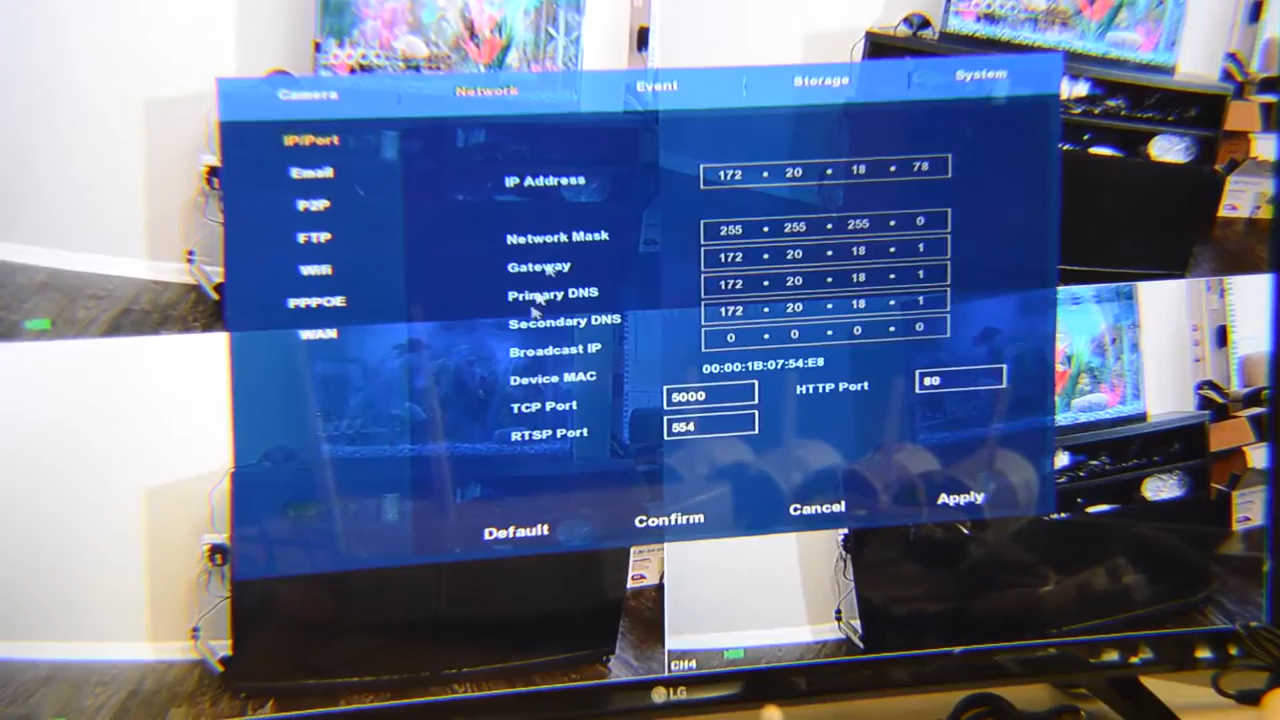 Camera Network Event Storage System
IP/Port
Email
P2P
FTP
Wifi
PPPOE
WAN
IP Address 172 . 20 . 18 . 78
Network Mask 255 . 255 . 255 . 0
Gateway 172 . 20 . 18 . 1
Primary DNS 172 . 20 . 18 . 1
Secondary DNS 172 . 20 . 18 . 1
Broadcast IP 0 . 0 . 0 . 0
Device MAC 00:00:1B:07:54:E8
TCP Port 5000 HTTP Port 80
RTSP Port 554
Default Confirm Cancel Apply
CH4
LG